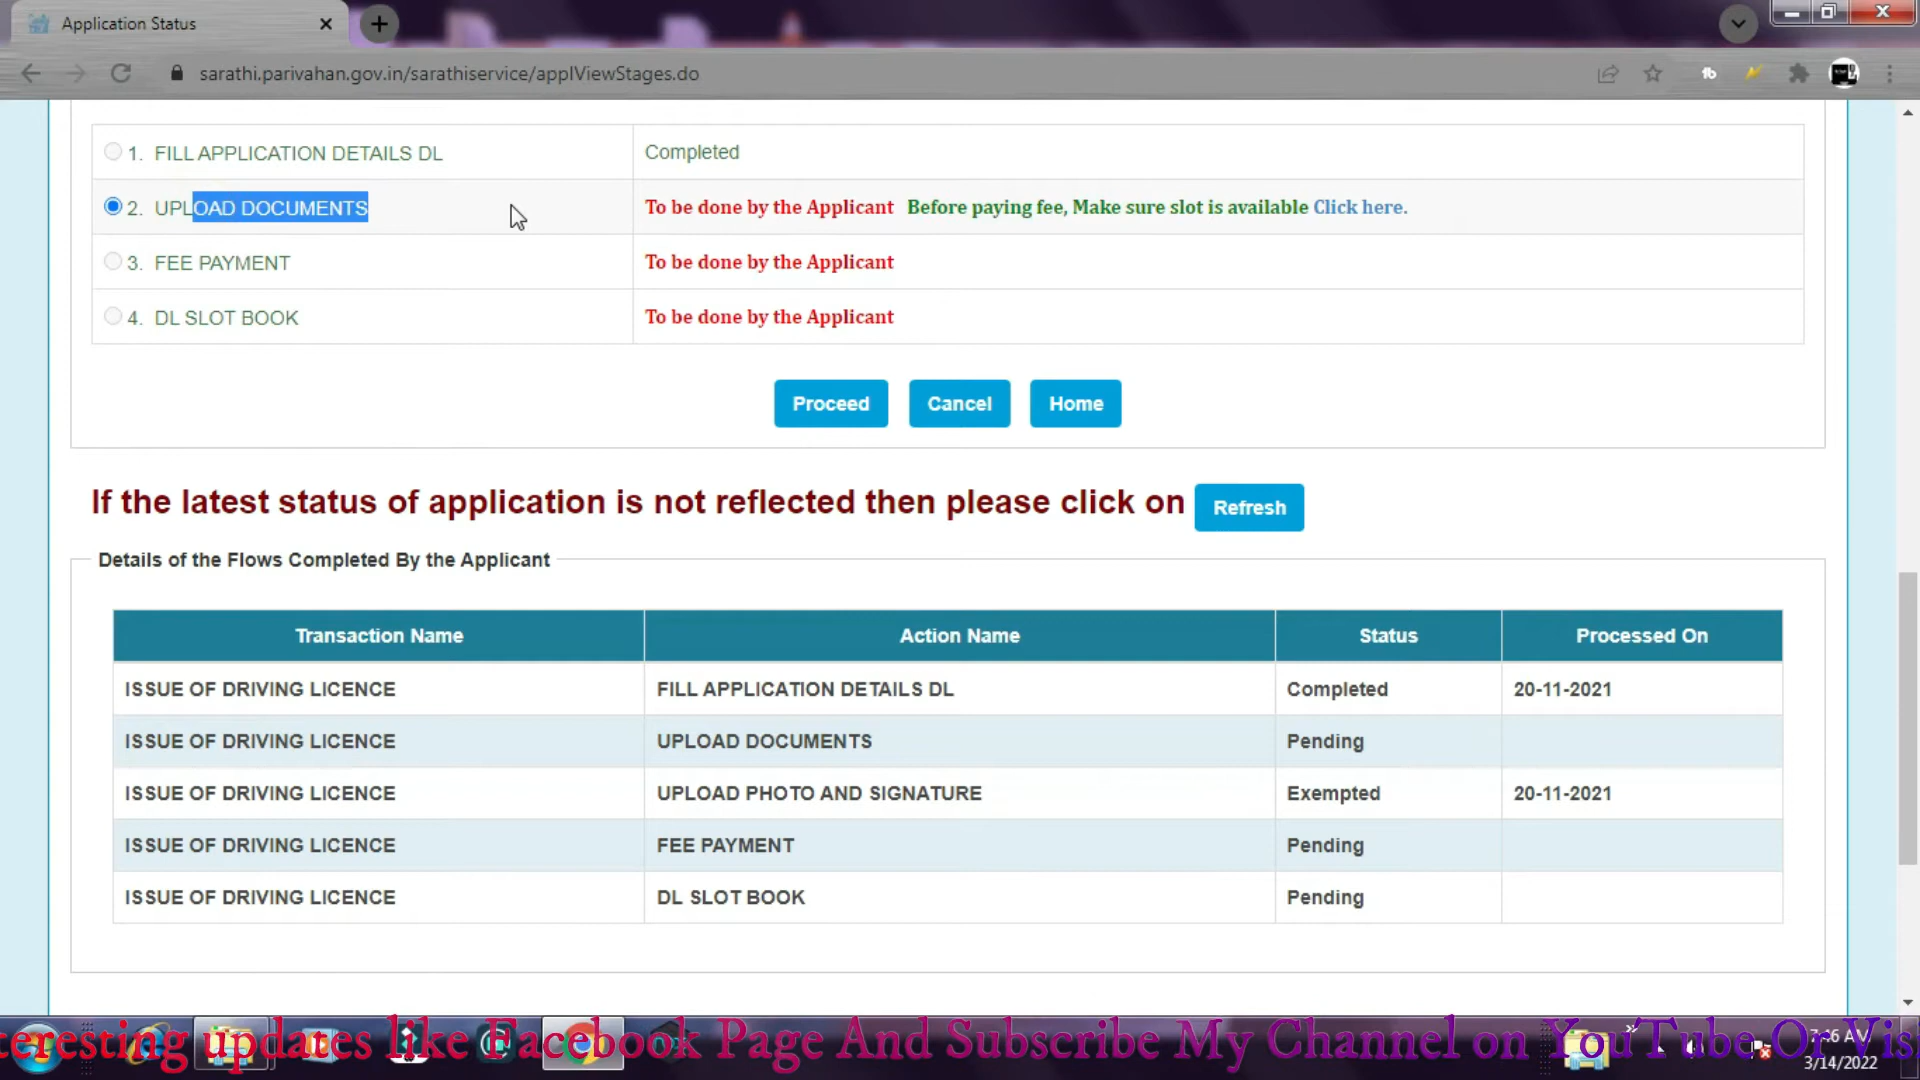 Application Status
sarathi.parivahan.gov.in/sarathiservice/applViewStages.do
1. FILL APPLICATION DETAILS DL Completed
2. UPLOAD DOCUMENTS To be done by the Applicant Before paying fee, Make sure slot is available Click here.
3. FEE PAYMENT To be done by the Applicant
4. DL SLOT BOOK To be done by the Applicant
Proceed Cancel Home
If the latest status of application is not reflected then please click on Refresh
Details of the Flows Completed By the Applicant
Transaction Name Action Name Status Processed On
ISSUE OF DRIVING LICENCE FILL APPLICATION DETAILS DL Completed 20-11-2021
ISSUE OF DRIVING LICENCE UPLOAD DOCUMENTS Pending
ISSUE OF DRIVING LICENCE UPLOAD PHOTO AND SIGNATURE Exempted 20-11-2021
ISSUE OF DRIVING LICENCE FEE PAYMENT Pending
ISSUE OF DRIVING LICENCE DL SLOT BOOK Pending
teresting updates like Facebook Page And Subscribe My Channel on YouTube Or Vis
7:46 AM
3/14/2022